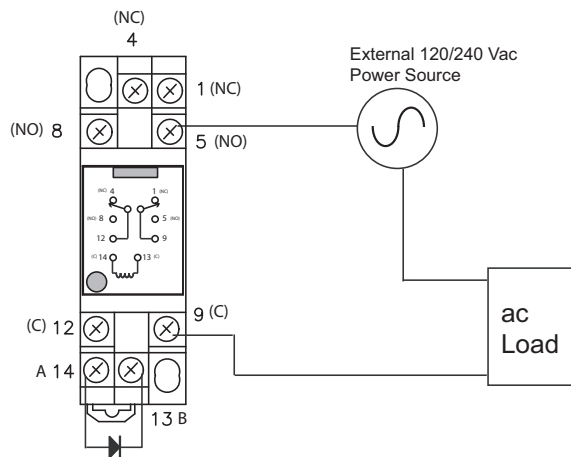 (NC)
4
External 120/240 Vac
Power Source
1 (NC)
(NO) 8
5 (NO)
(NC) 4
1 (NC)
(NO) 8
5 (NO)
12
9
(C) 14
13 (C)
9 (C)
(C) 12
ac
Load
A 14
13 B